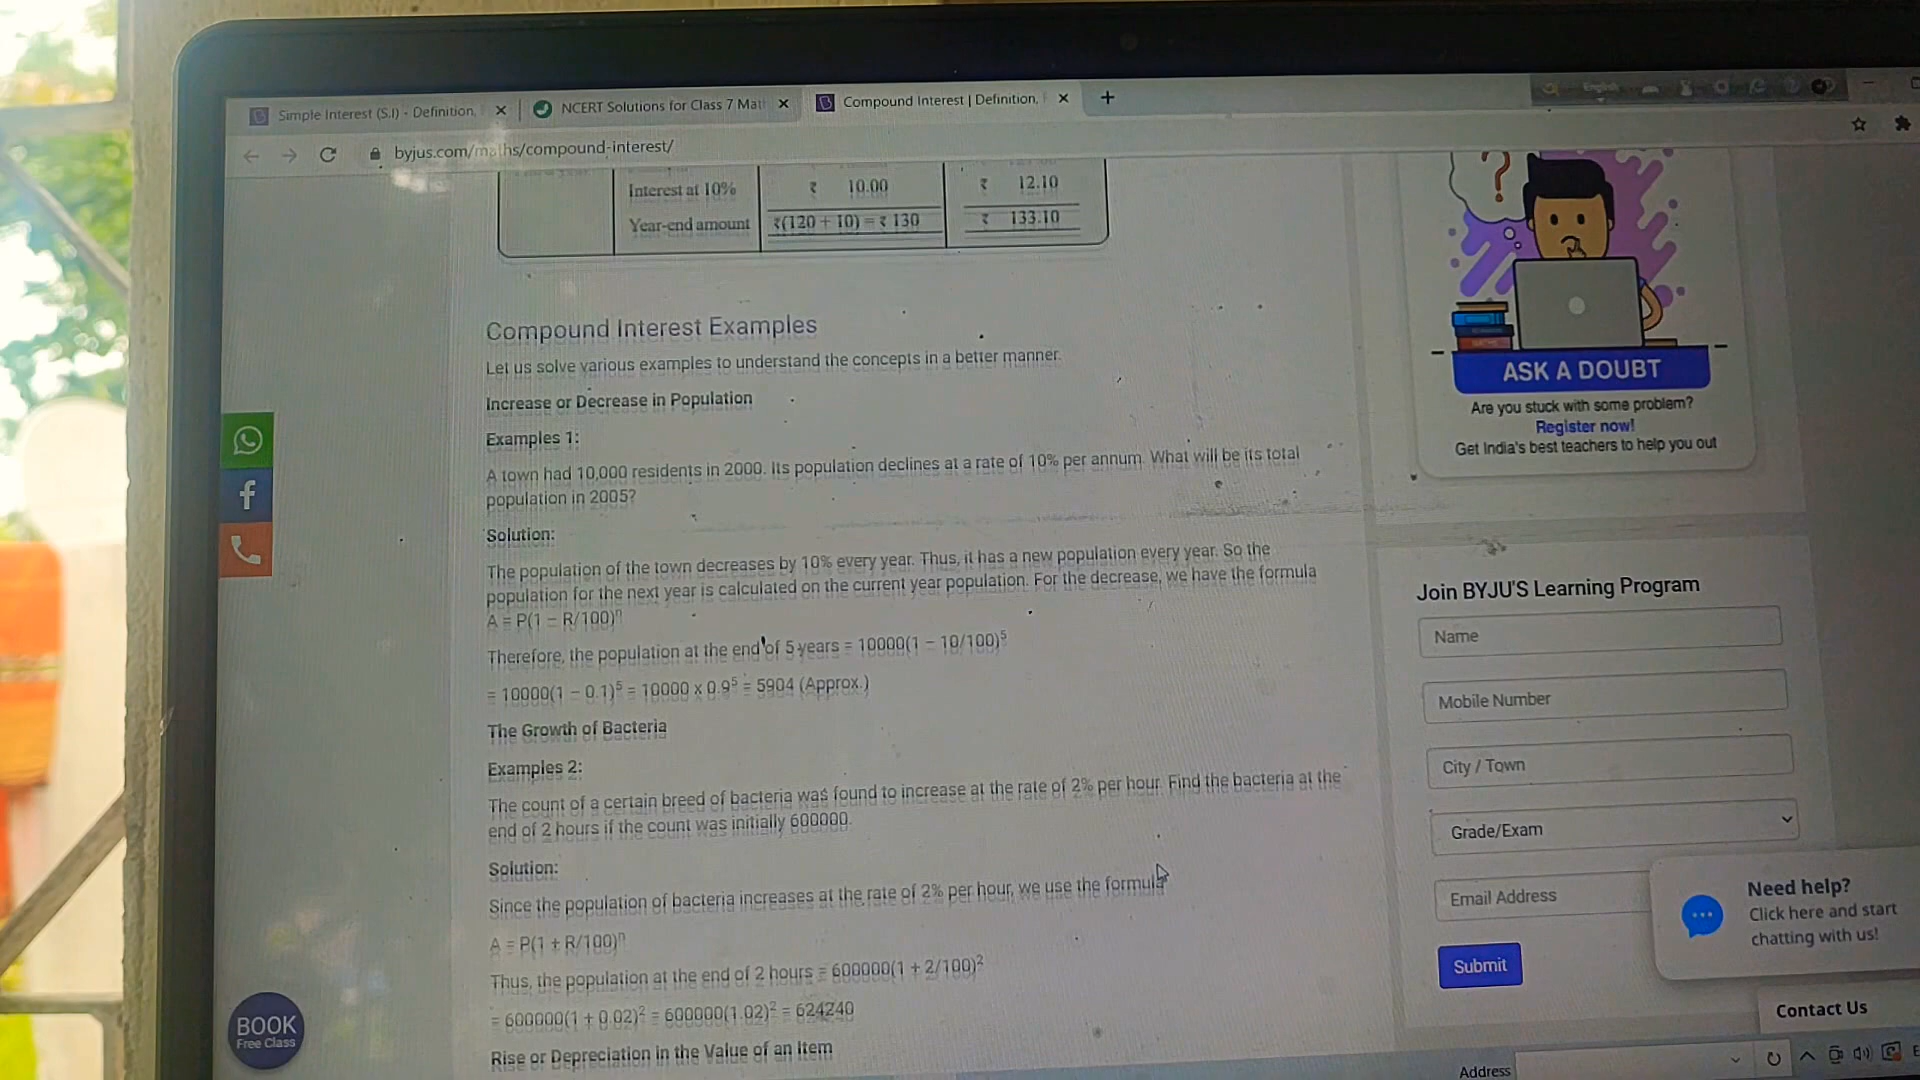 Simple Interest (S.I) - Definition,
NCERT Solutions for Class 7 Mat
Compound Interest | Definition,
English
byjus.com/maths/compound-interest/
Interest at 10% ₹ 10.00 ₹ 12.10
Year-end amount ₹(120 + 10) = ₹ 130 ₹ 133.10
Compound Interest Examples
Let us solve various examples to understand the concepts in a better manner.
Increase or Decrease in Population
Examples 1:
A town had 10,000 residents in 2000. Its population declines at a rate of 10% per annum. What will be its total
population in 2005?
Solution:
The population of the town decreases by 10% every year. Thus, it has a new population every year. So the
population for the next year is calculated on the current year population. For the decrease, we have the formula
A = P(1 – R/100)ⁿ
Therefore, the population at the end of 5 years = 10000(1 – 10/100)⁵
= 10000(1 – 0.1)⁵ = 10000 x 0.9⁵ = 5904 (Approx.)
The Growth of Bacteria
Examples 2:
The count of a certain breed of bacteria was found to increase at the rate of 2% per hour. Find the bacteria at the
end of 2 hours if the count was initially 600000.
Solution:
Since the population of bacteria increases at the rate of 2% per hour, we use the formula
A = P(1 + R/100)ⁿ
Thus, the population at the end of 2 hours = 600000(1 + 2/100)²
= 600000(1 + 0.02)² = 600000(1.02)² = 624240
Rise or Depreciation in the Value of an Item
?
ASK A DOUBT
Are you stuck with some problem?
Register now!
Get India's best teachers to help you out
Join BYJU'S Learning Program
Name
Mobile Number
City / Town
Grade/Exam
Email Address
Submit
Need help?
Click here and start
chatting with us!
Contact Us
BOOK
Free Class
Address